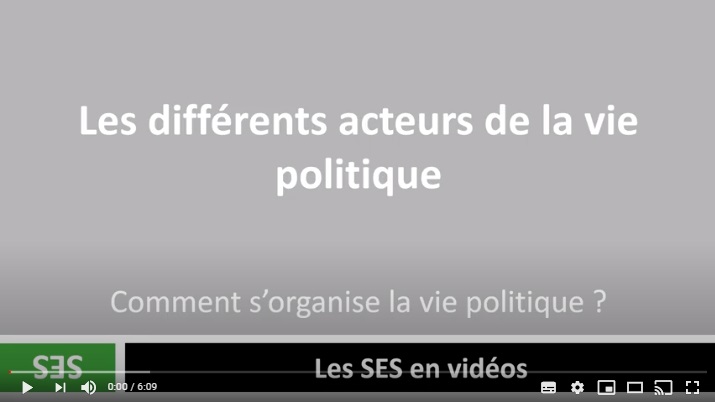 Les différents acteurs de la vie
politique
Comment s’organise la vie politique ?
SES
Les SES en vidéos
0:00 / 6:09